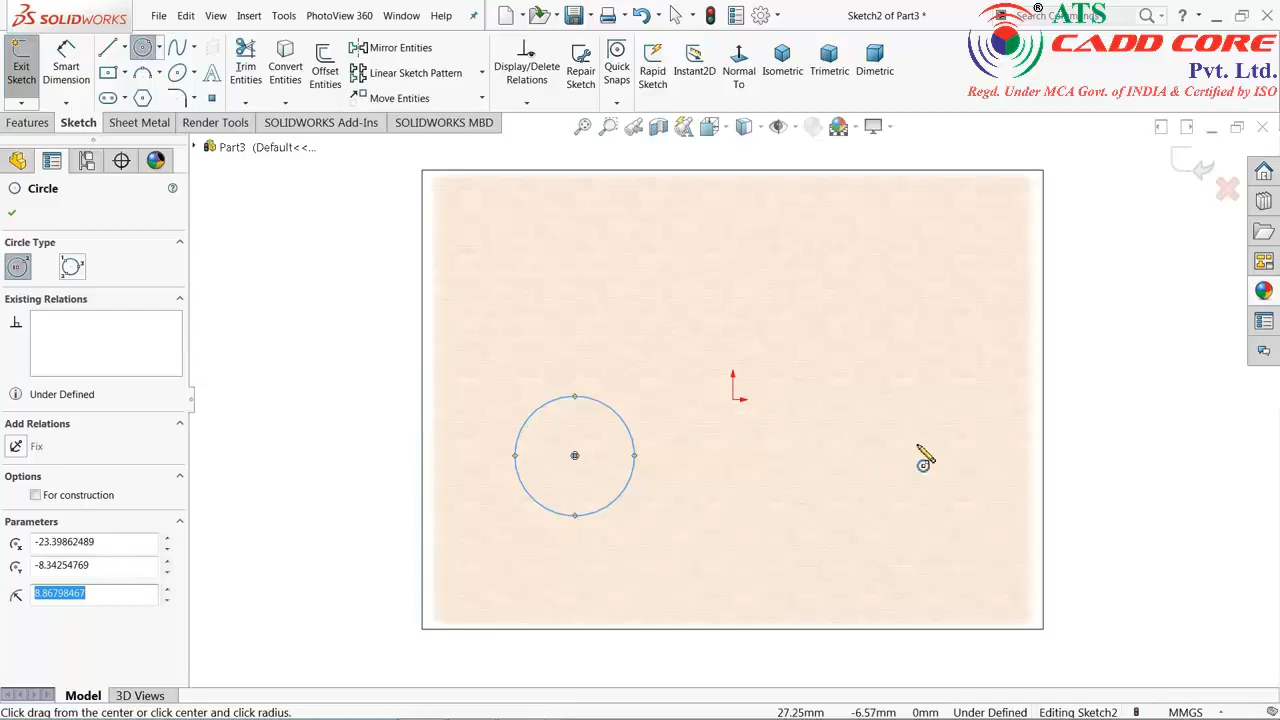 SOLIDWORKS
File Edit View Insert Tools PhotoView 360 Window Help
Sketch2 of Part3 *
Search Commands
?
® ATS
CADD CORE
Pvt. Ltd.
Regd. Under MCA Govt. of INDIA & Certified by ISO
Exit Sketch
Smart Dimension
Trim Entities
Convert Entities
Offset Entities
Mirror Entities
Linear Sketch Pattern
Move Entities
Display/Delete Relations
Repair Sketch
Quick Snaps
Rapid Sketch
Instant2D
Normal To
Isometric
Trimetric
Dimetric
Features Sketch Sheet Metal Render Tools SOLIDWORKS Add-Ins SOLIDWORKS MBD
Part3 (Default<<...
Circle
Circle Type
Existing Relations
Under Defined
Add Relations
Fix
Options
For construction
Parameters
-23.39862489
-8.34254769
8.86798467
Model 3D Views
Click drag from the center or click center and click radius.
27.25mm -6.57mm 0mm Under Defined Editing Sketch2 MMGS